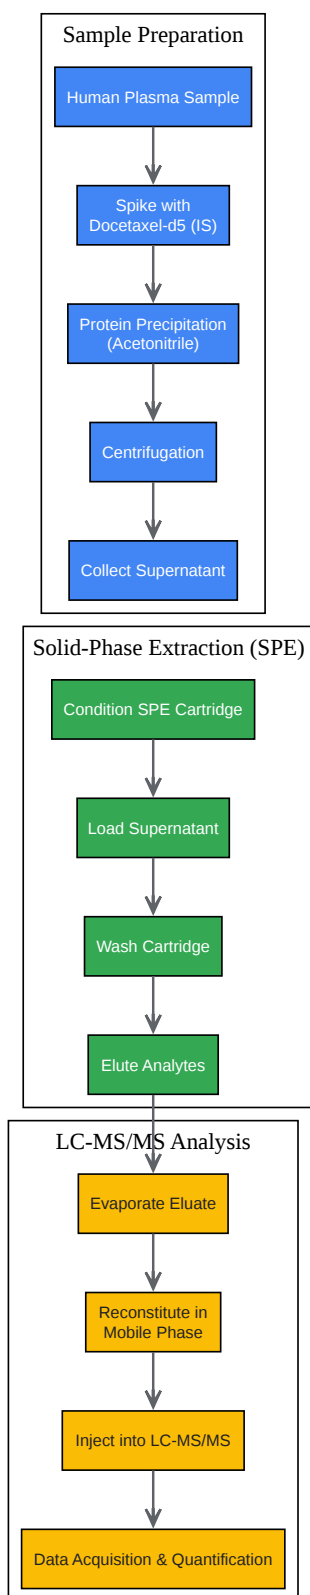 Sample Preparation
Human Plasma Sample
Spike with
Docetaxel-d5 (IS)
Protein Precipitation
(Acetonitrile)
Centrifugation
Collect Supernatant
Solid-Phase Extraction (SPE)
Condition SPE Cartridge
Load Supernatant
Wash Cartridge
Elute Analytes
LC-MS/MS Analysis
Evaporate Eluate
Reconstitute in
Mobile Phase
Inject into LC-MS/MS
Data Acquisition & Quantification